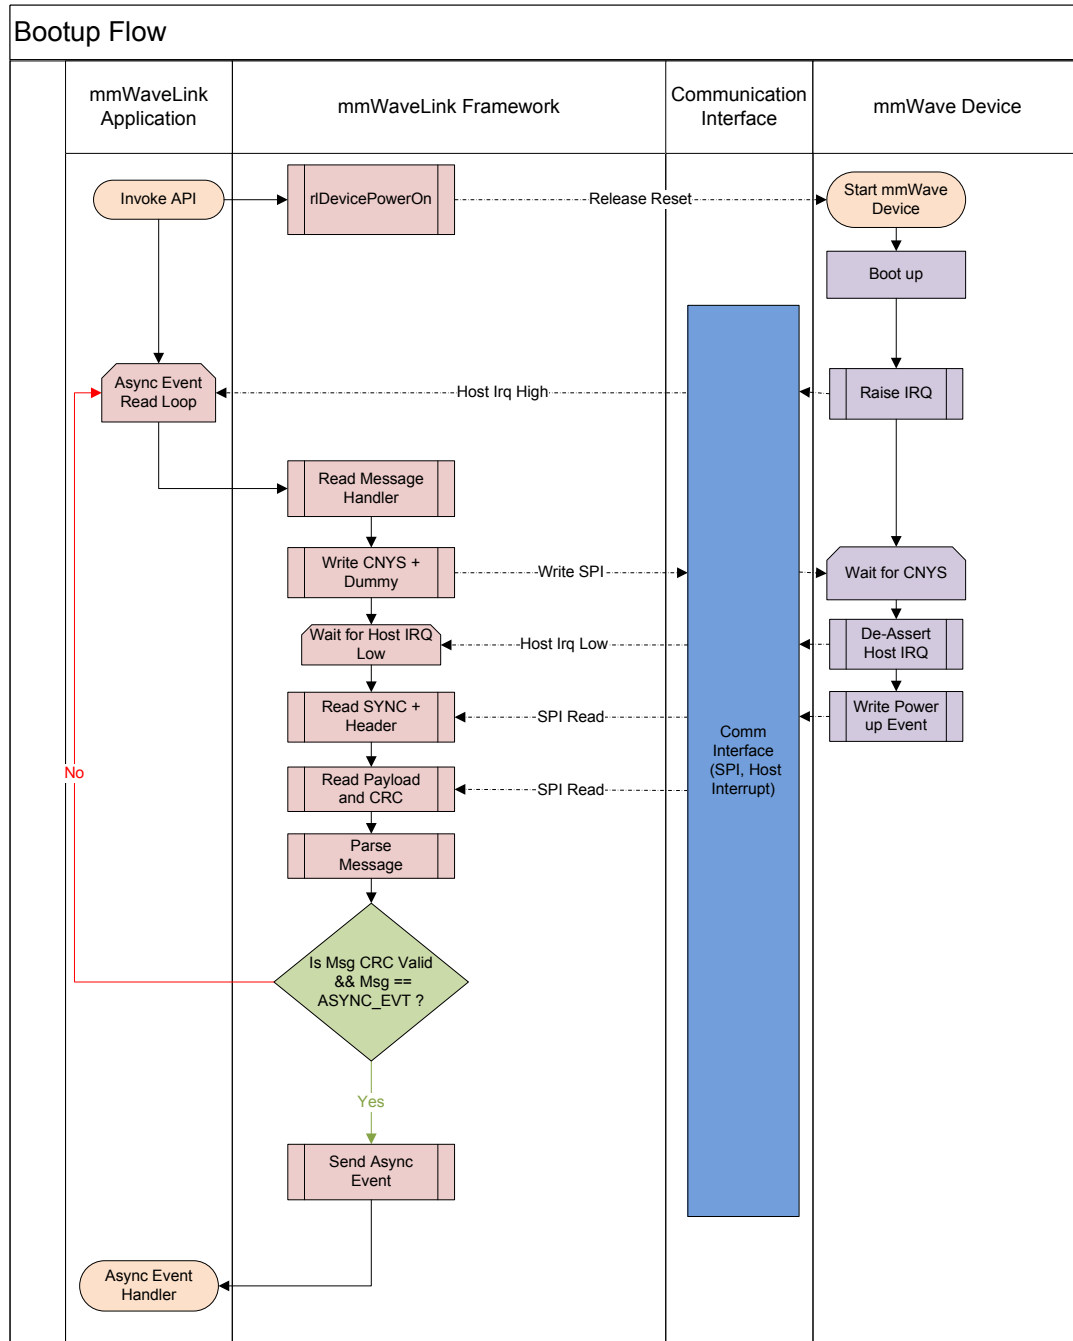 Bootup Flow
mmWaveLink
Application
mmWaveLink Framework
Communication
Interface
mmWave Device
Invoke API
rlDevicePowerOn
Release Reset
Start mmWave
Device
Boot up
Async Event
Read Loop
Host Irq High
Raise IRQ
Read Message
Handler
Write CNYS +
Dummy
Write SPI
Wait for CNYS
Wait for Host IRQ
Low
Host Irq Low
De-Assert
Host IRQ
Read SYNC +
Header
SPI Read
Write Power
up Event
Comm
Interface
(SPI, Host
Interrupt)
No
Read Payload
and CRC
SPI Read
Parse
Message
Is Msg CRC Valid
&& Msg ==
ASYNC_EVT ?
Yes
Send Async
Event
Async Event
Handler